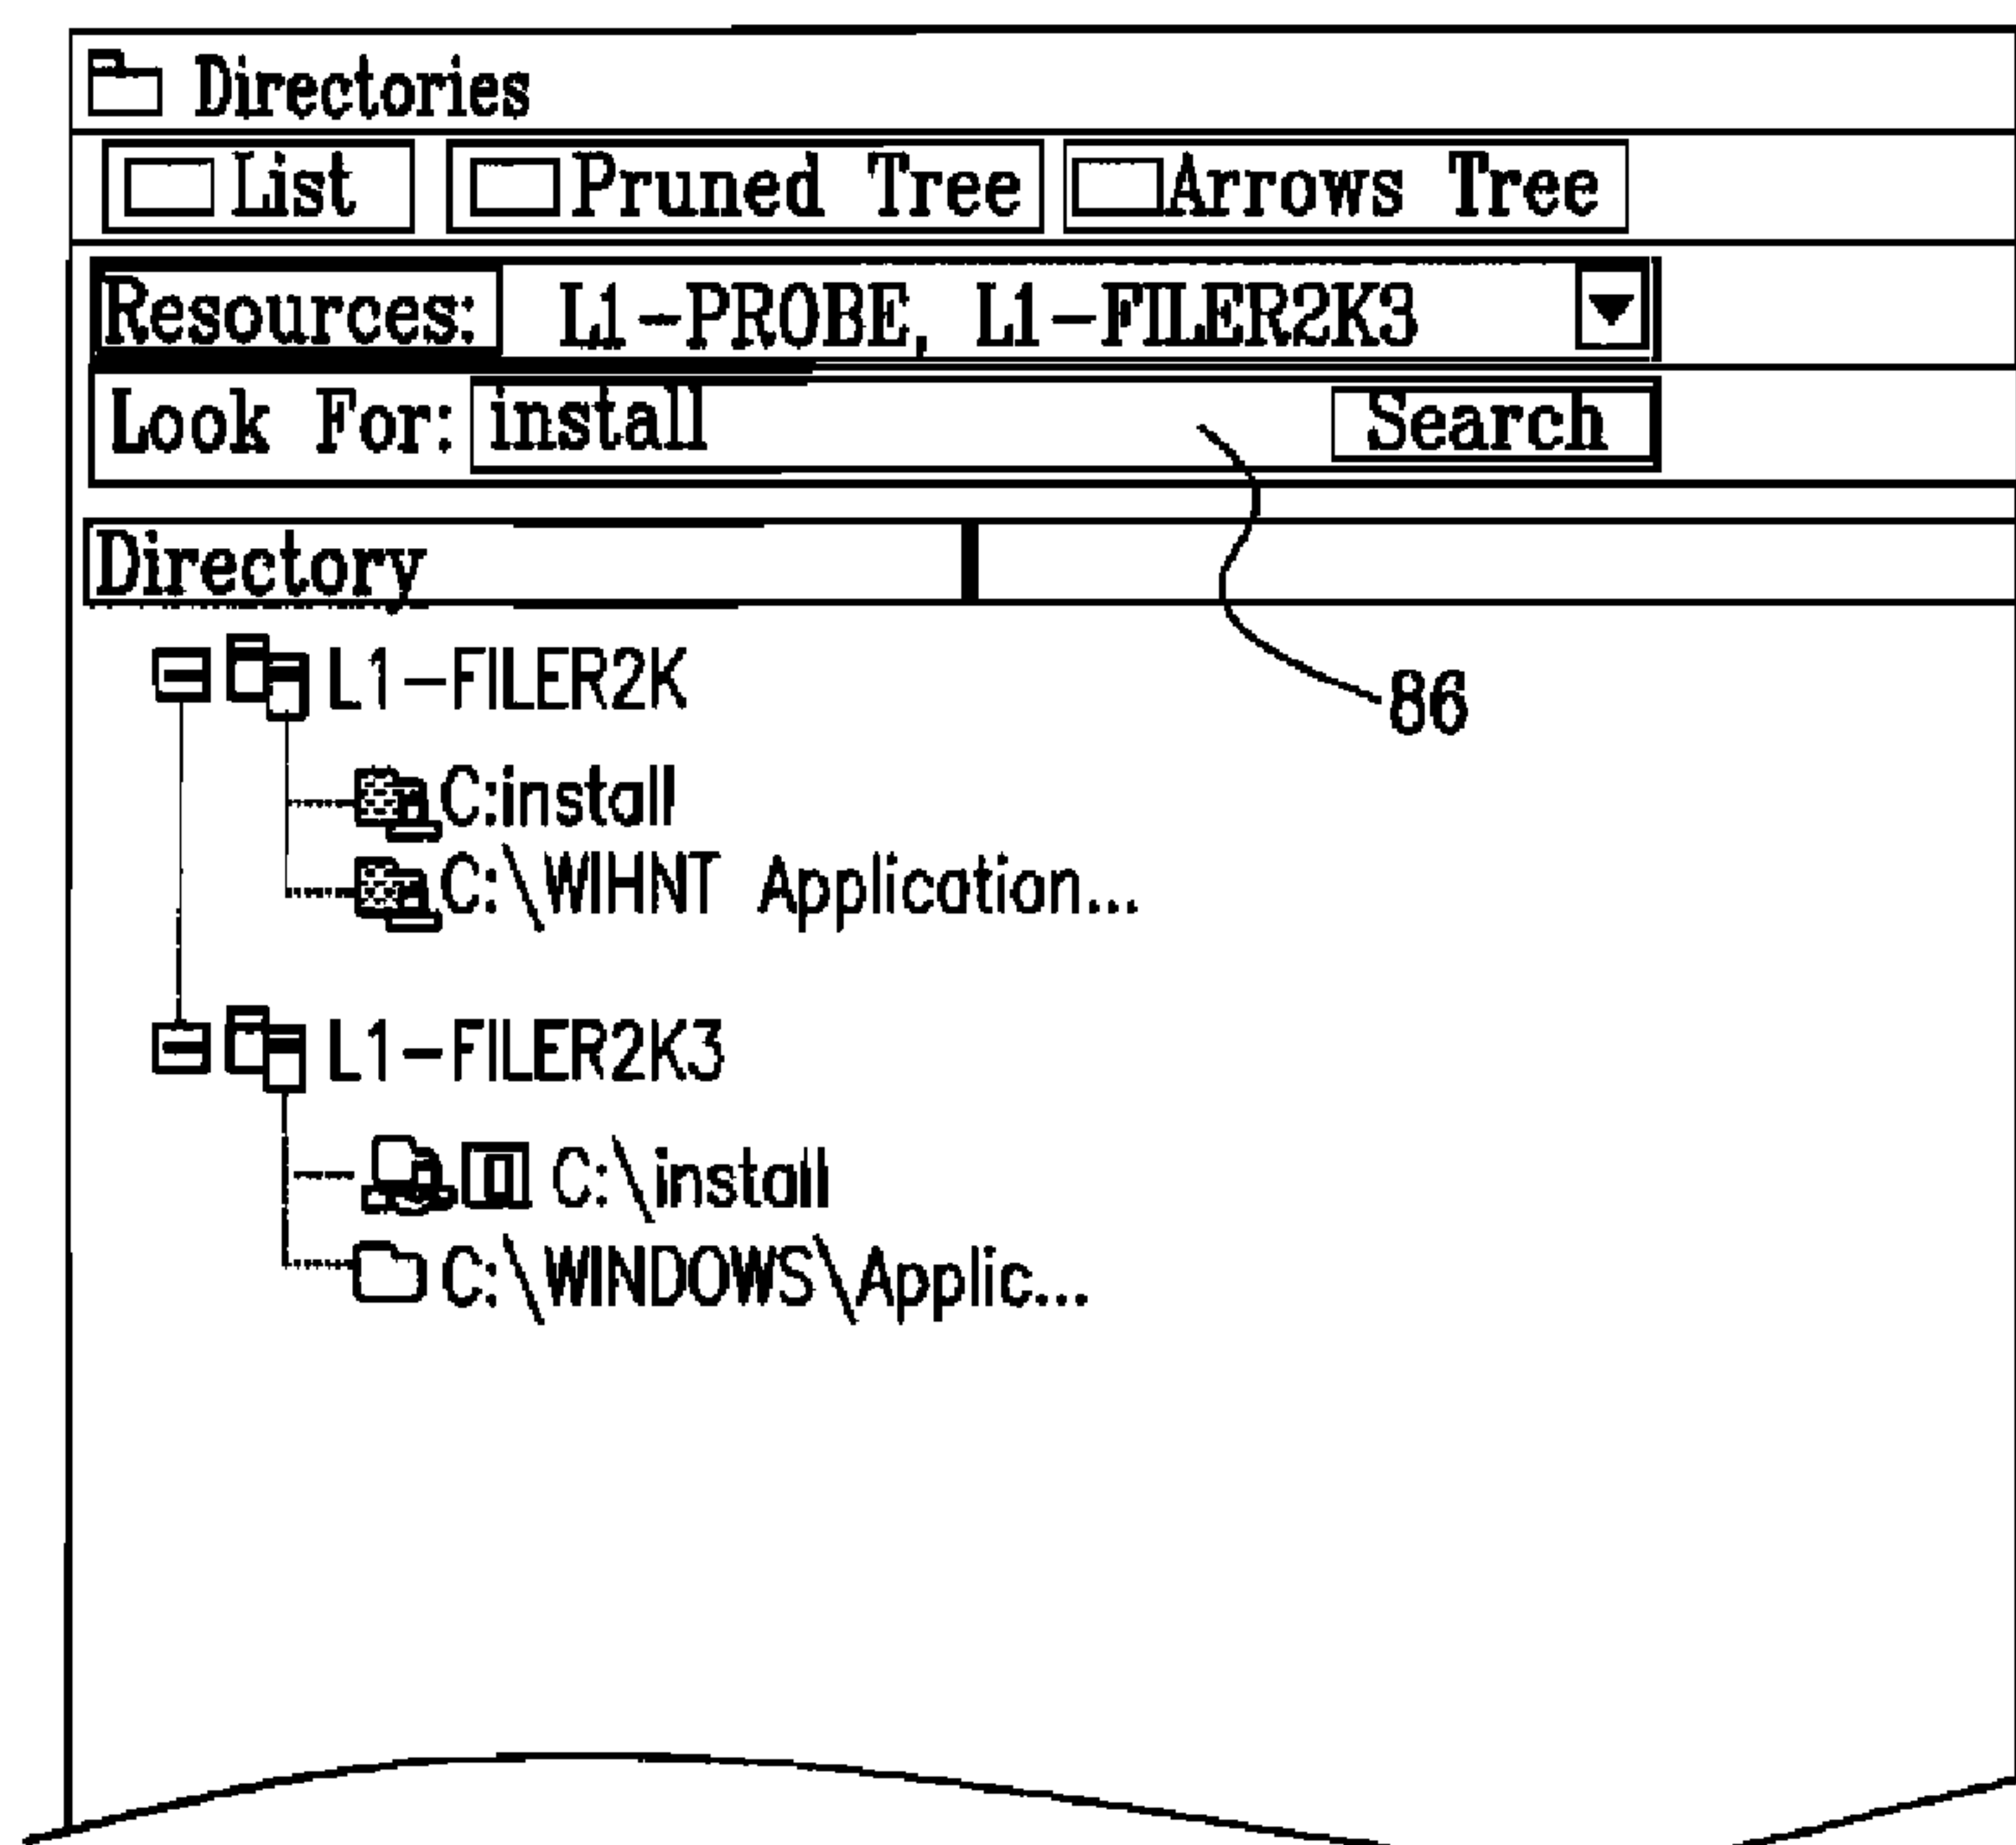 Directories
List Pruned Tree Arrows Tree
Resources: L1-PROBE, L1-FILER2K3
Look For: install Search
Directory
L1-FILER2K
86
C:install
C:\WIHNT Application...
L1-FILER2K3
C:\install
C:\WINDOWS\Applic...